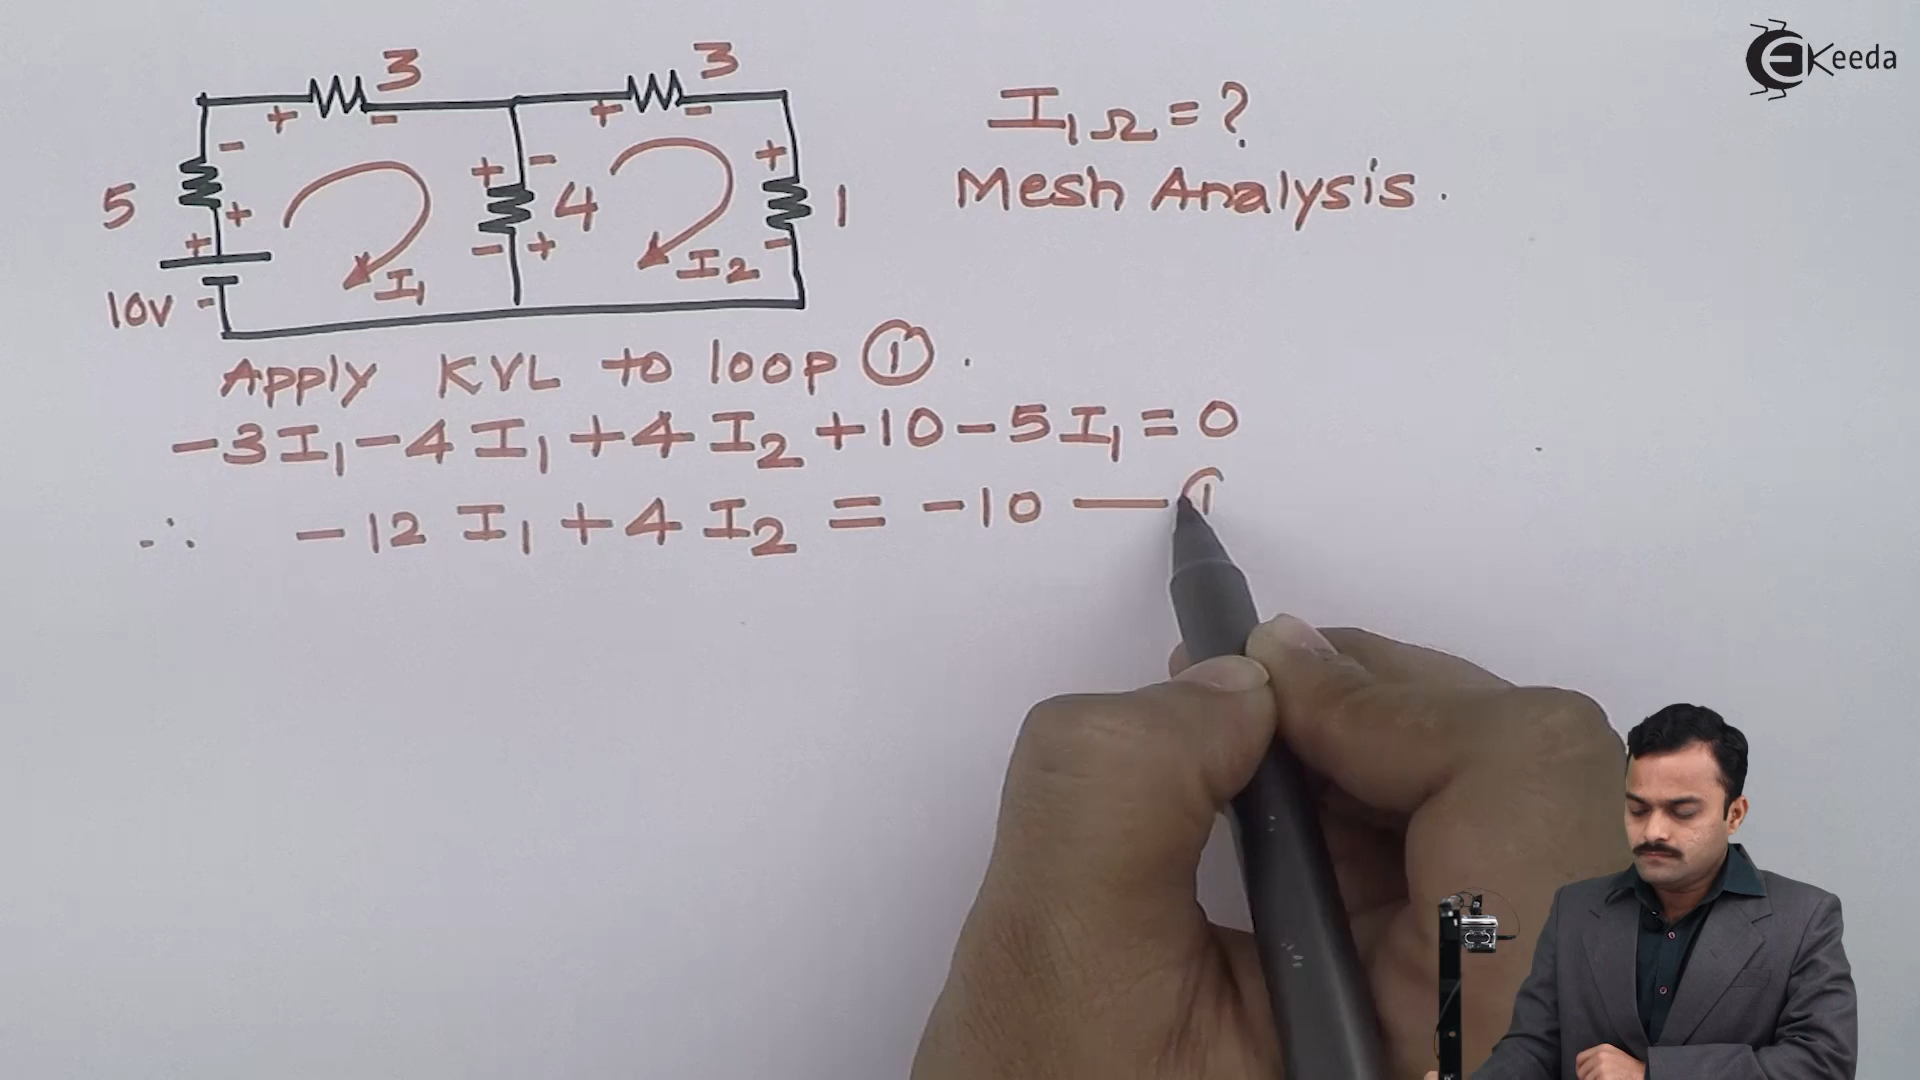 3
3
5
4
1
10V
I₁
I₂
I₁Ω = ?
Mesh Analysis.
Apply KVL to loop ①.
-3I₁-4I₁+4I₂+10-5I₁=0
∴ -12I₁+4I₂=-10 — 1
EKeeda